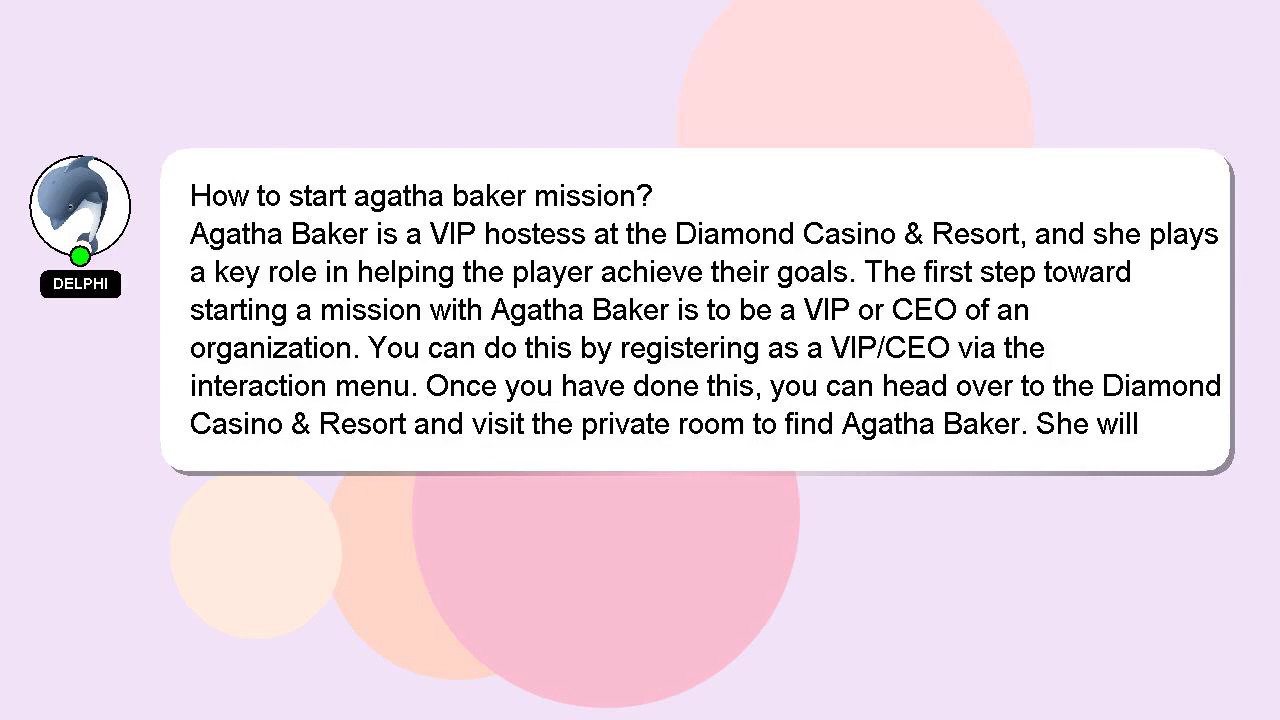 How to start agatha baker mission?
Agatha Baker is a VIP hostess at the Diamond Casino & Resort, and she plays
a key role in helping the player achieve their goals. The first step toward
starting a mission with Agatha Baker is to be a VIP or CEO of an
organization. You can do this by registering as a VIP/CEO via the
interaction menu. Once you have done this, you can head over to the Diamond
Casino & Resort and visit the private room to find Agatha Baker. She will
DELPHI